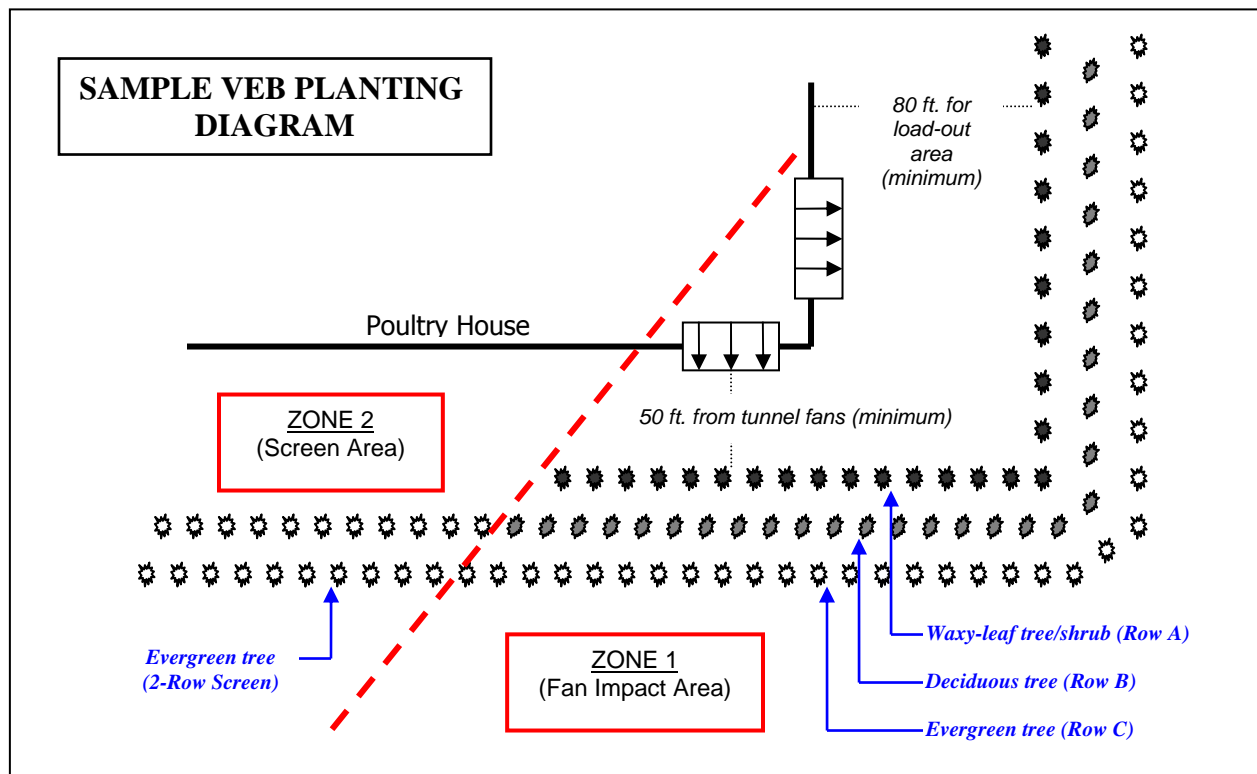 SAMPLE VEB PLANTING
DIAGRAM
80 ft. for
load-out
area
(minimum)
Poultry House
50 ft. from tunnel fans (minimum)
ZONE 2
(Screen Area)
Evergreen tree
(2-Row Screen)
ZONE 1
(Fan Impact Area)
Waxy-leaf tree/shrub (Row A)
Deciduous tree (Row B)
Evergreen tree (Row C)